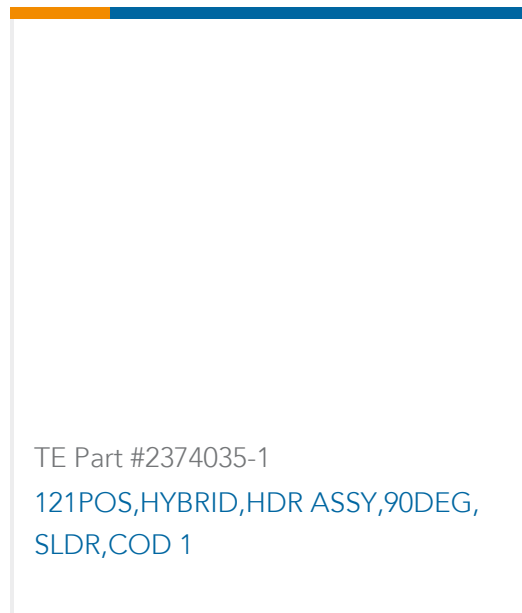 TE Part #2374035-1
121POS,HYBRID,HDR ASSY,90DEG,
SLDR,COD 1